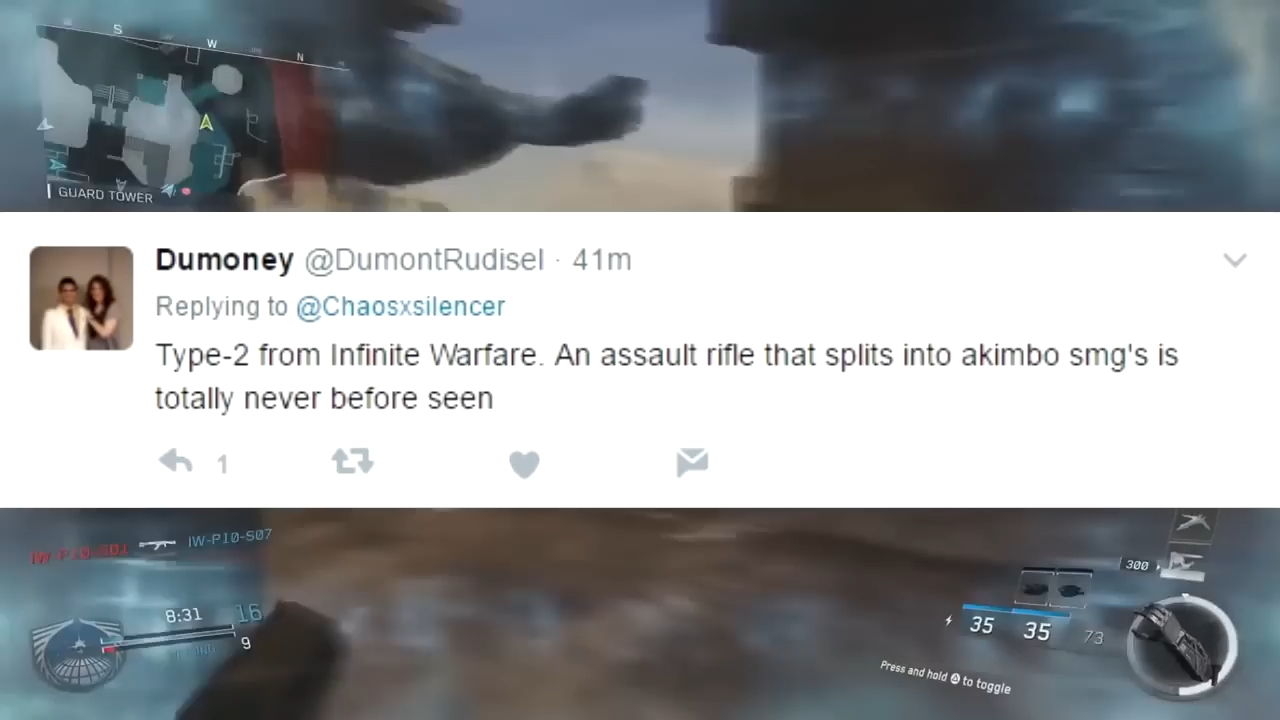 S W N
GUARD TOWER
Dumoney @DumontRudisel · 41m
Replying to @Chaosxsilencer
Type-2 from Infinite Warfare. An assault rifle that splits into akimbo smg's is
totally never before seen
1
IW-P10-S07
8:31 16
9
300
35 35 73
Press and hold A to toggle